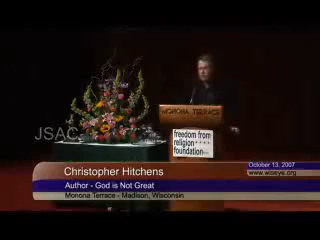 JSAC
MONONA TERRACE
freedom from
religion
foundation
Christopher Hitchens
October 13, 2007
www.wiseye.org
Author - God is Not Great
Monona Terrace - Madison, Wisconsin